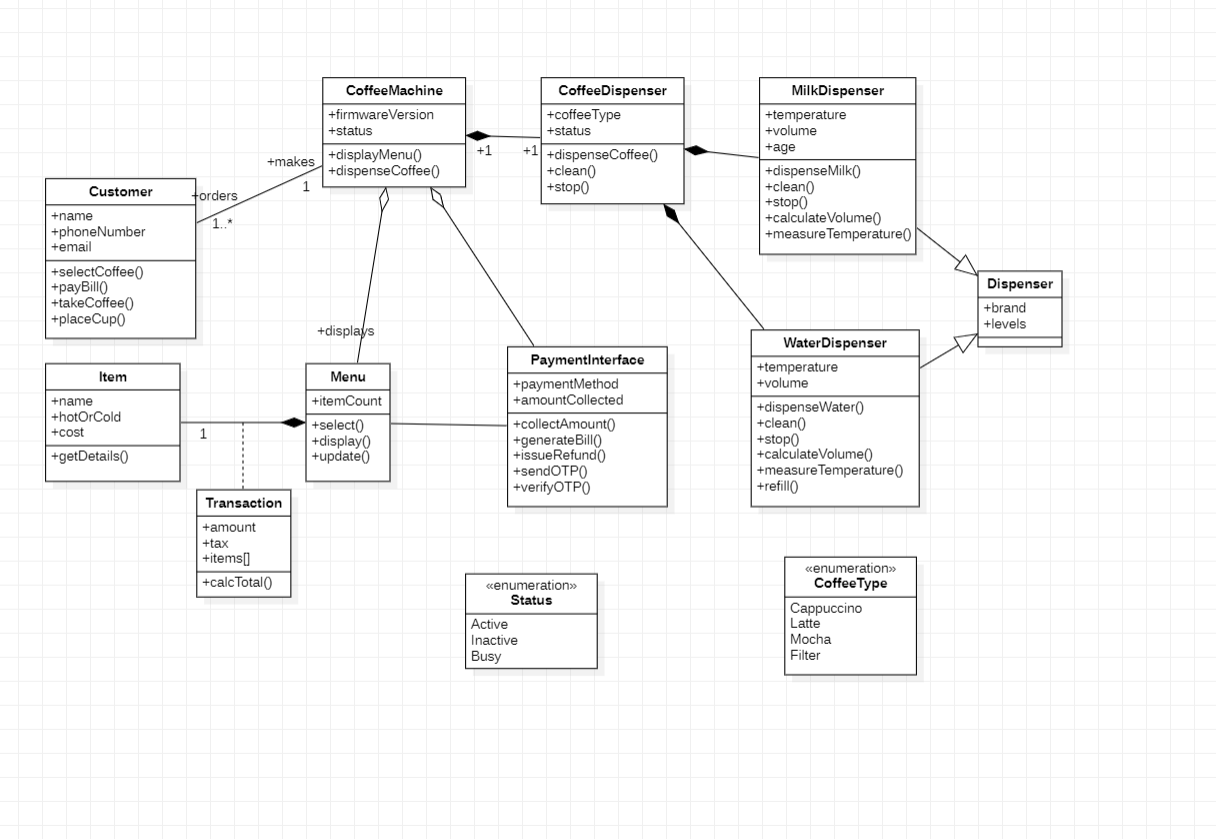 CoffeeMachine
+firmwareVersion
+status
+displayMenu()
+dispenseCoffee()
CoffeeDispenser
+coffeeType
+status
+dispenseCoffee()
+clean()
+stop()
MilkDispenser
+temperature
+volume
+age
+dispenseMilk()
+clean()
+stop()
+calculateVolume()
+measureTemperature()
+1
+1
+makes
1
+orders
1..*
Customer
+name
+phoneNumber
+email
+selectCoffee()
+payBill()
+takeCoffee()
+placeCup()
Dispenser
+brand
+levels
+displays
Item
+name
+hotOrCold
+cost
+getDetails()
1
Menu
+itemCount
+select()
+display()
+update()
PaymentInterface
+paymentMethod
+amountCollected
+collectAmount()
+generateBill()
+issueRefund()
+sendOTP()
+verifyOTP()
WaterDispenser
+temperature
+volume
+dispenseWater()
+clean()
+stop()
+calculateVolume()
+measureTemperature()
+refill()
Transaction
+amount
+tax
+items[]
+calcTotal()
«enumeration»
Status
Active
Inactive
Busy
«enumeration»
CoffeeType
Cappuccino
Latte
Mocha
Filter